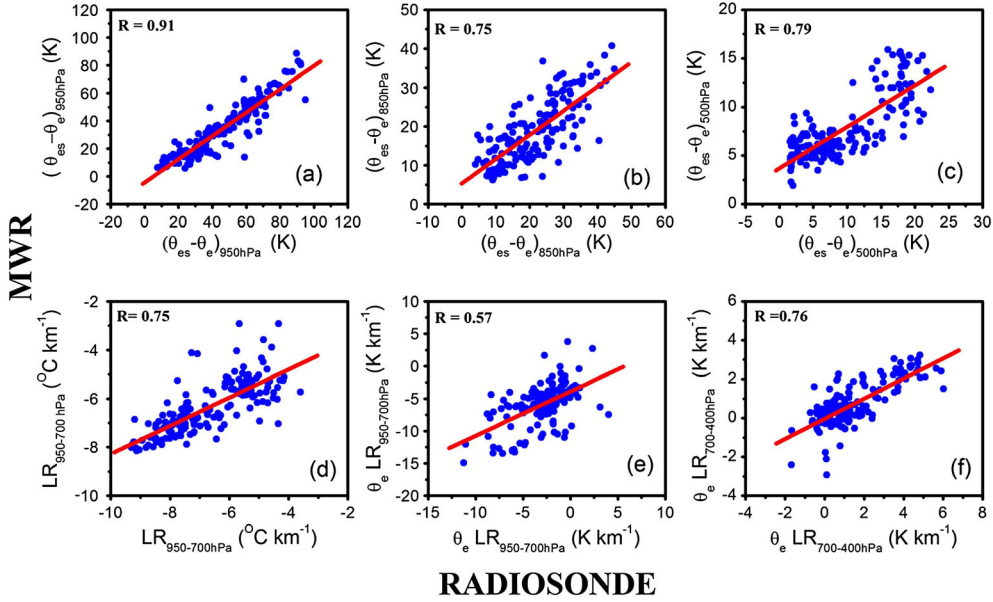 R = 0.91
(θes−θe)950hPa (K)
100
80
60
40
20
0
-20
(a)
-20 0 20 40 60 80 100 120
(θes−θe)950hPa (K)
R = 0.75
(θes−θe)850hPa (K)
50
40
30
20
10
0
(b)
-10 0 10 20 30 40 50 60
(θes−θe)850hPa (K)
R = 0.79
(θes−θe)500hPa (K)
20
15
10
5
0
(c)
-5 0 5 10 15 20 25 30
(θes−θe)500hPa (K)
MWR
R= 0.75
LR950-700 hPa (OC km-1)
-2
-4
-6
-8
-10
(d)
-10 -8 -6 -4 -2
LR950-700hPa (OC km-1)
R = 0.57
θe LR950-700hPa (K km-1)
10
5
0
-5
-10
-15
-20
(e)
-15 -10 -5 0 5 10
θe LR950-700hPa (K km-1)
R =0.76
θe LR700-400hPa (K km-1)
6
4
2
0
-2
-4
(f)
-4 -2 0 2 4 6 8
θe LR700-400hPa (K km-1)
RADIOSONDE